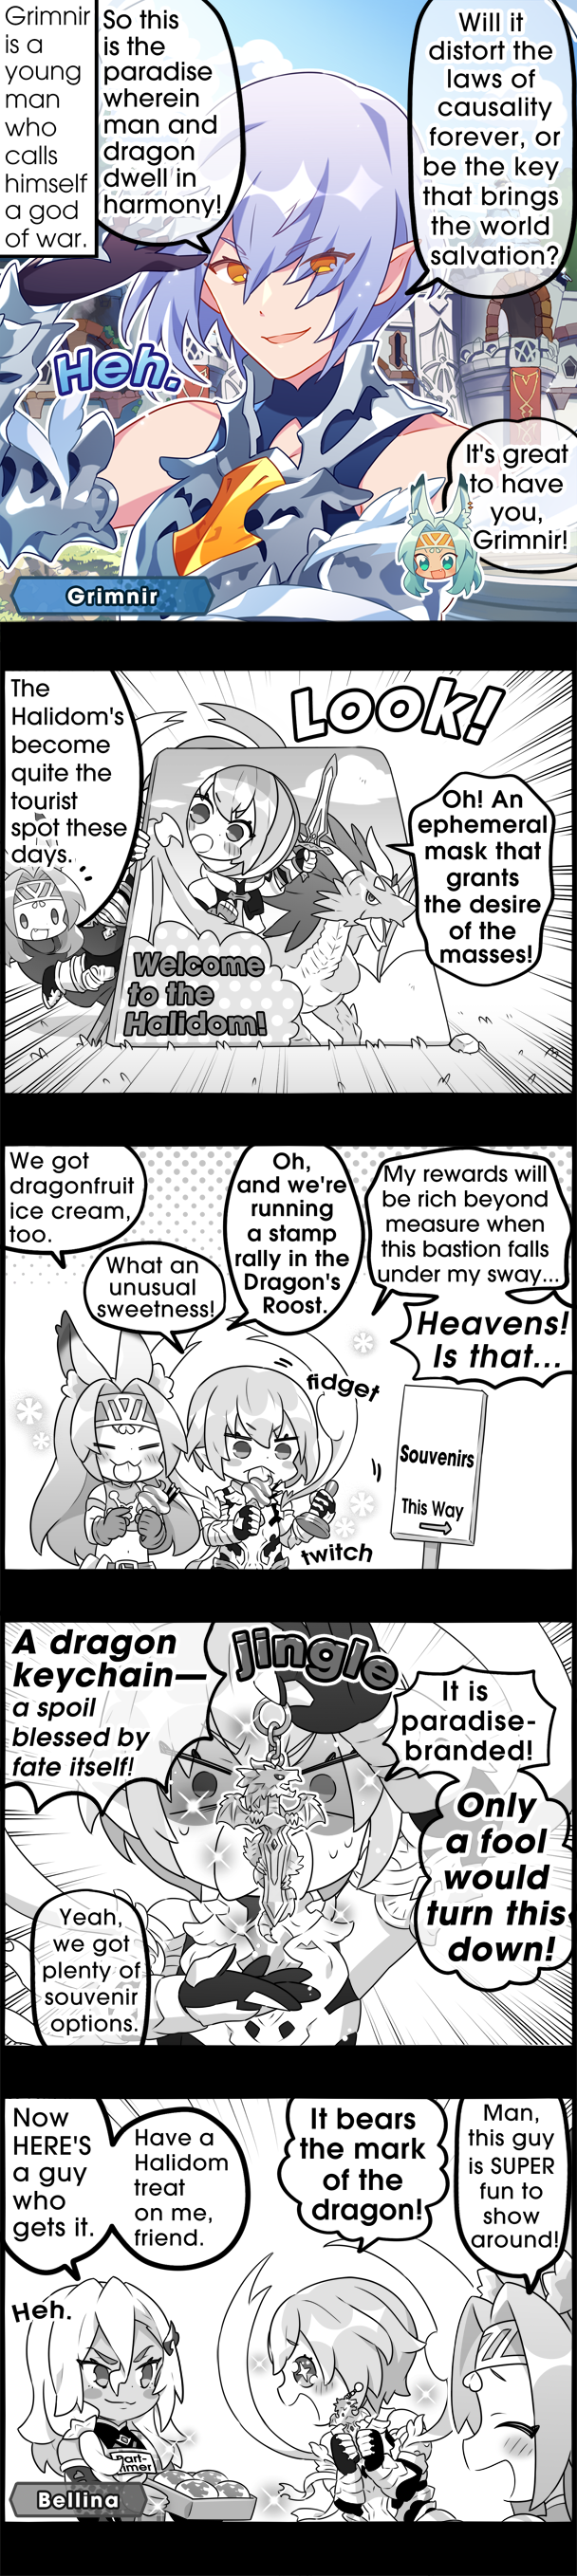 Grimnir
is a
young
man
who
calls
himself
a god
of war.
So this
is the
paradise
wherein
man and
dragon
dwell in
harmony!
Will it
distort the
laws of
causality
forever, or
be the key
that brings
the world
salvation?
Heh.
It's great
to have
you,
Grimnir!
Grimnir
The
Halidom's
become
quite the
tourist
spot these
days.
Look!
Oh! An
ephemeral
mask that
grants
the desire
of the
masses!
Welcome
to the
Halidom!
We got
dragonfruit
ice cream,
too.
What an
unusual
sweetness!
Oh,
and we're
running
a stamp
rally in the
Dragon's
Roost.
My rewards will
be rich beyond
measure when
this bastion falls
under my sway...
Heavens!
Is that...
fidget
twitch
Souvenirs
This Way
A dragon
keychain—
a spoil
blessed by
fate itself!
jingle
It is
paradise-
branded!
Only
a fool
would
turn this
down!
Yeah,
we got
plenty of
souvenir
options.
Now
HERE'S
a guy
who
gets it.
Have a
Halidom
treat
on me,
friend.
It bears
the mark
of the
dragon!
Man,
this guy
is SUPER
fun to
show
around!
Heh.
Part-
imer
Bellina